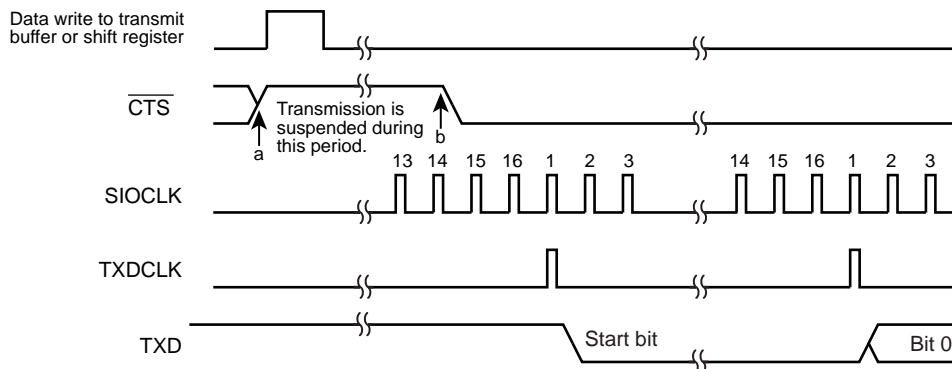 Data write to transmit
buffer or shift register
CTS
Transmission is
suspended during
this period.
a
b
13 14 15 16 1 2 3 14 15 16 1 2 3
SIOCLK
TXDCLK
TXD
Start bit
Bit 0